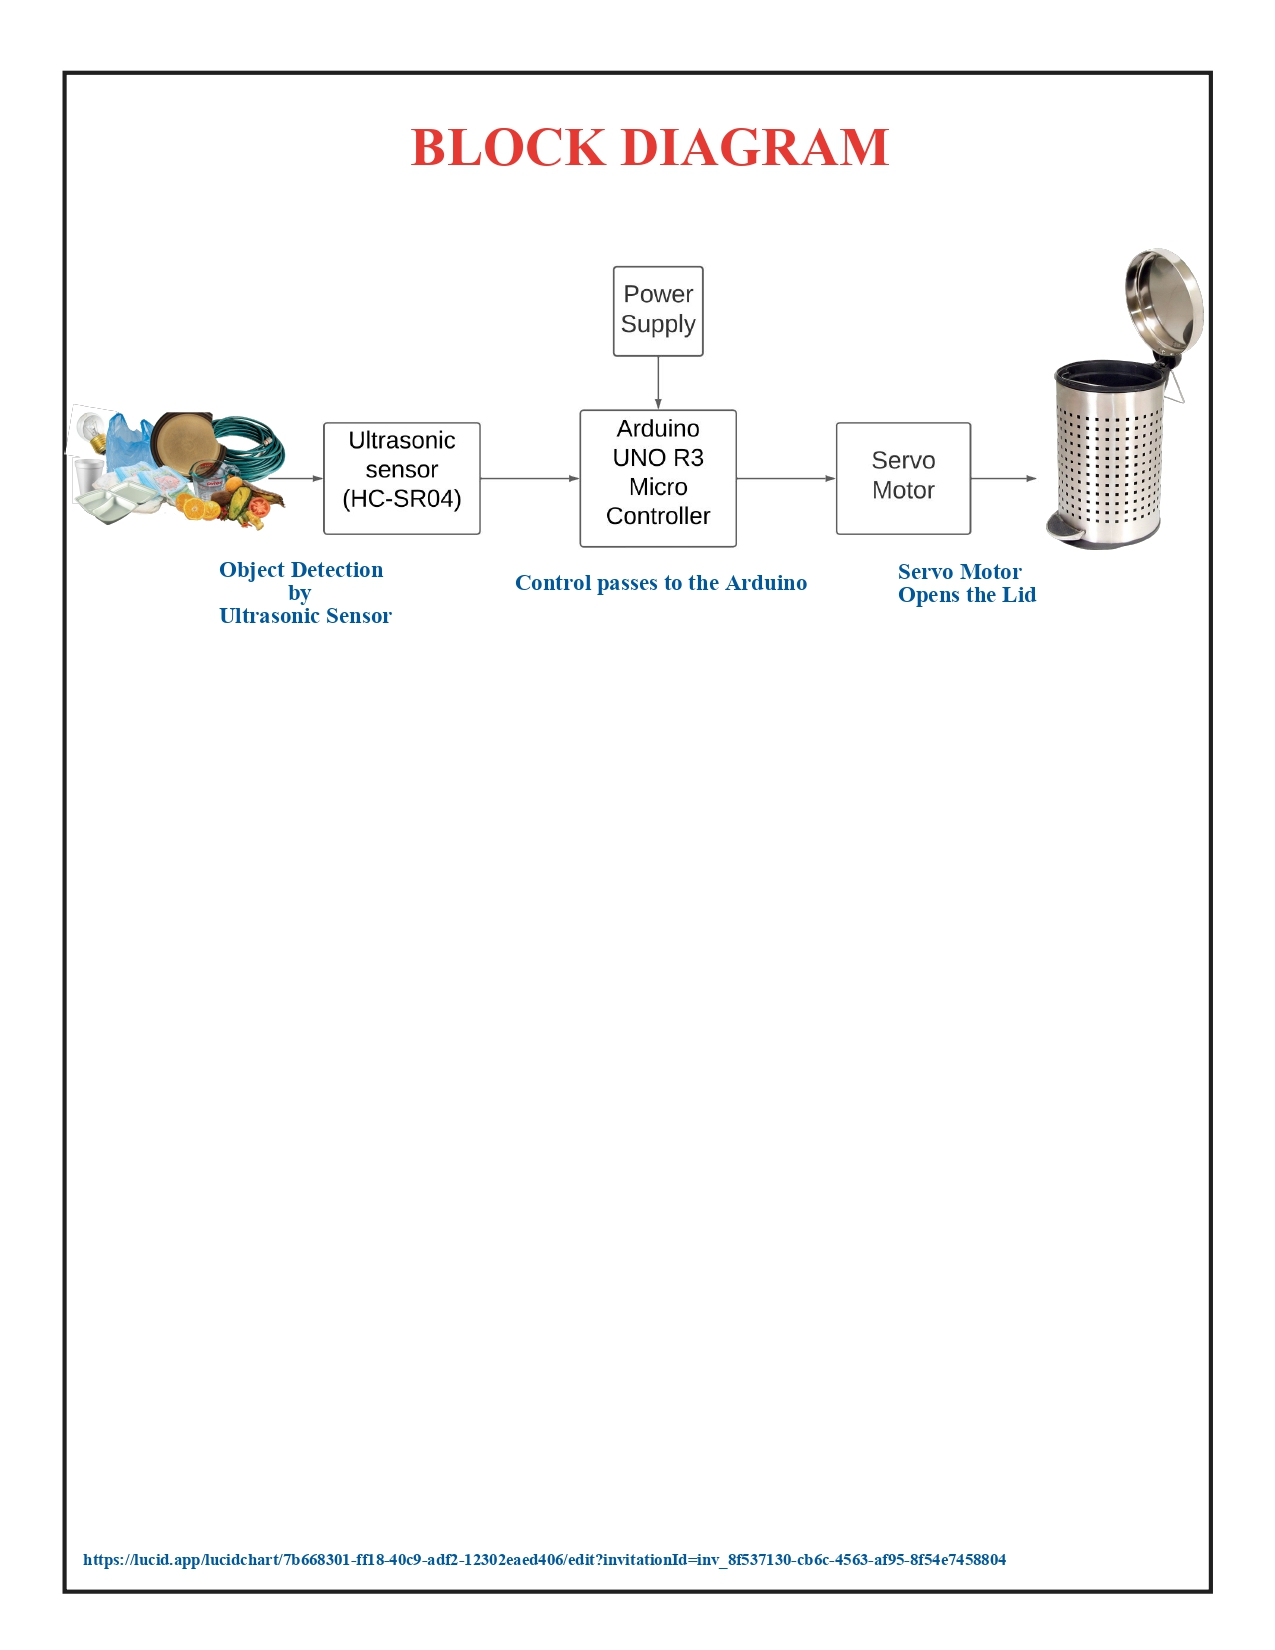 BLOCK DIAGRAM
Power
Supply
Ultrasonic
sensor
(HC-SR04)
Arduino
UNO R3
Micro
Controller
Servo
Motor
Object Detection
by
Ultrasonic Sensor
Control passes to the Arduino
Servo Motor
Opens the Lid
https://lucid.app/lucidchart/7b668301-ff18-40c9-adf2-12302eaed406/edit?invitationId=inv_8f537130-cb6c-4563-af95-8f54e7458804